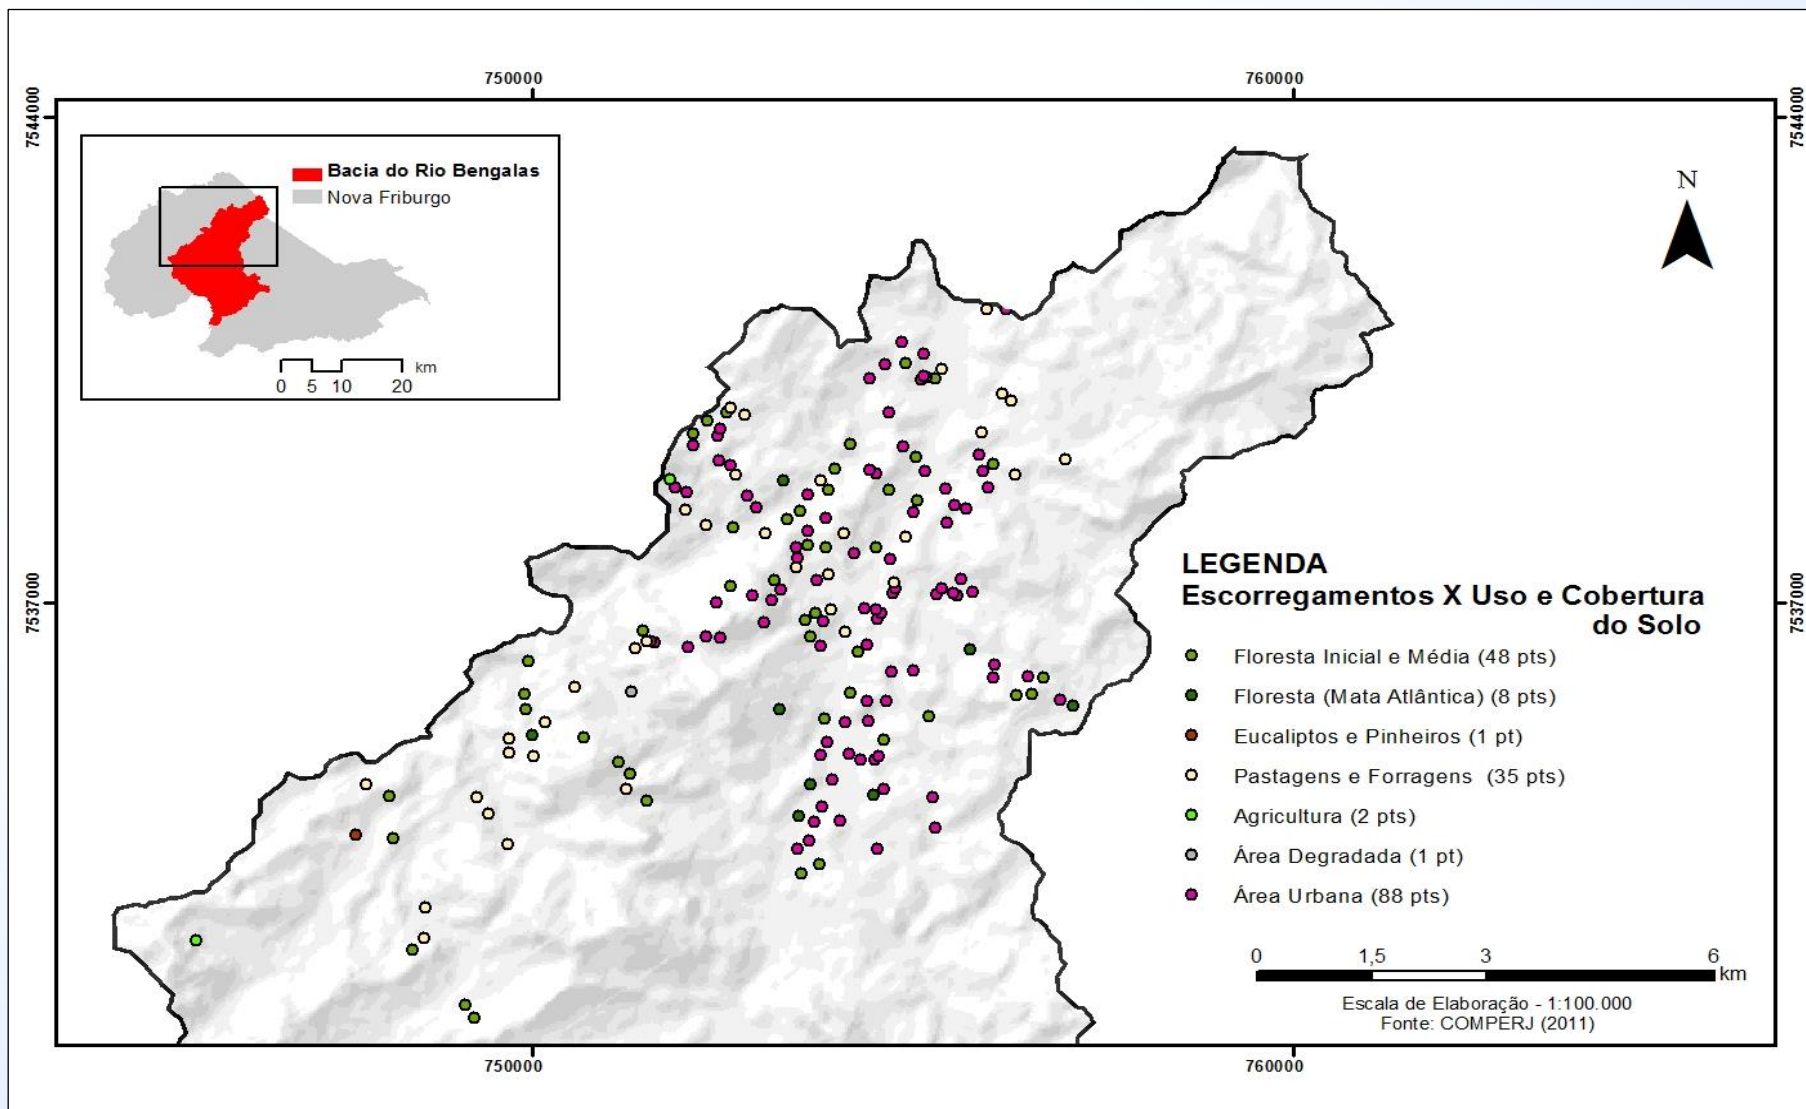 750000
760000
7544000
7544000
Bacia do Rio Bengalas
Nova Friburgo
0 5 10 20 km
N
7537000
7537000
LEGENDA
Escorregamentos X Uso e Cobertura
do Solo
Floresta Inicial e Média (48 pts)
Floresta (Mata Atlântica) (8 pts)
Eucaliptos e Pinheiros (1 pt)
Pastagens e Forragens (35 pts)
Agricultura (2 pts)
Área Degradada (1 pt)
Área Urbana (88 pts)
0 1,5 3 6
km
Escala de Elaboração - 1:100.000
Fonte: COMPERJ (2011)
750000
760000